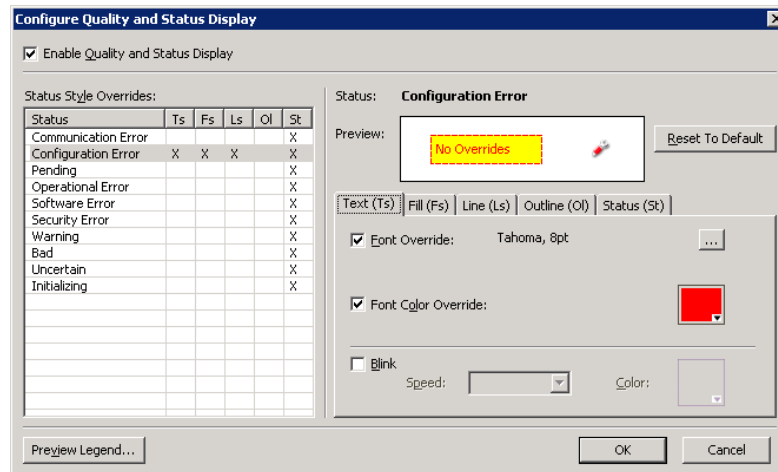 Configure Quality and Status Display
Enable Quality and Status Display
Status Style Overrides:
Status Ts Fs Ls Ol St
Communication Error X
Configuration Error X X X X
Pending X
Operational Error X
Software Error X
Security Error X
Warning X
Bad X
Uncertain X
Initializing X
Status: Configuration Error
Preview: No Overrides
Reset To Default
Text (Ts) Fill (Fs) Line (Ls) Outline (Ol) Status (St)
Font Override: Tahoma, 8pt ...
Font Color Override:
Blink
Speed: Color:
Preview Legend... OK Cancel